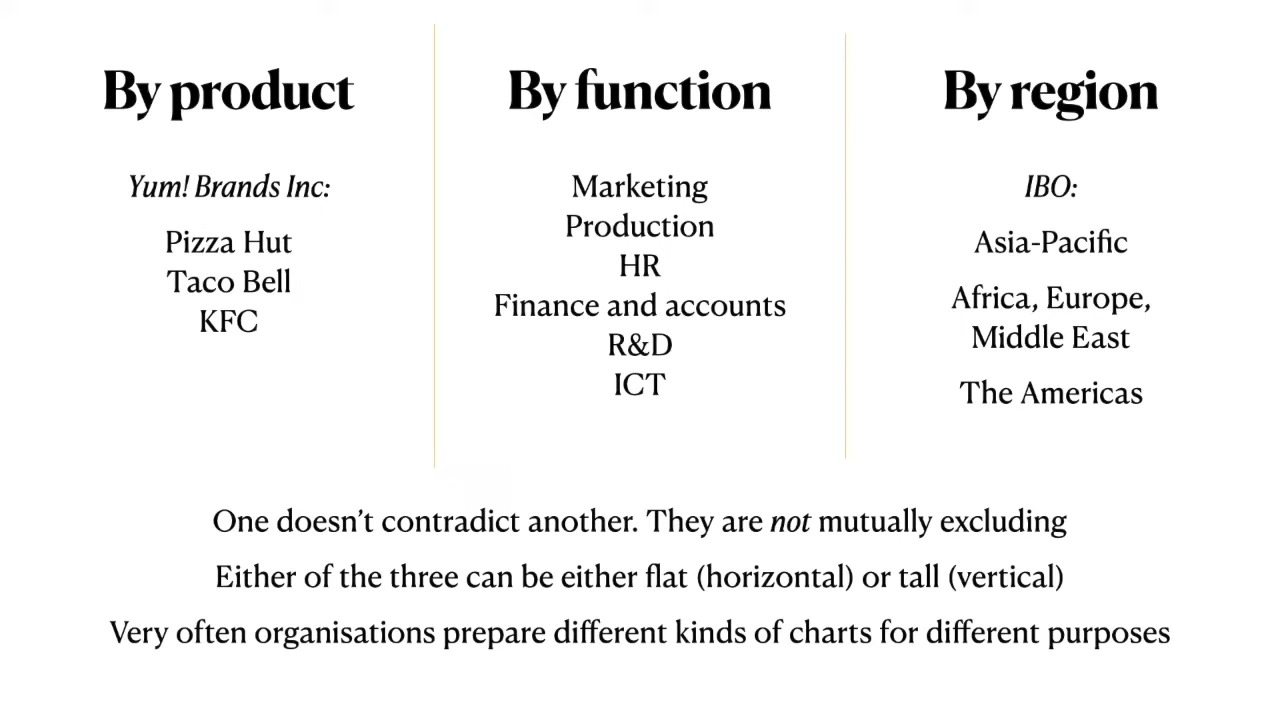 By product
Yum! Brands Inc:
Pizza Hut
Taco Bell
KFC
By function
Marketing
Production
HR
Finance and accounts
R&D
ICT
By region
IBO:
Asia-Pacific
Africa, Europe,
Middle East
The Americas
One doesn’t contradict another. They are not mutually excluding
Either of the three can be either flat (horizontal) or tall (vertical)
Very often organisations prepare different kinds of charts for different purposes